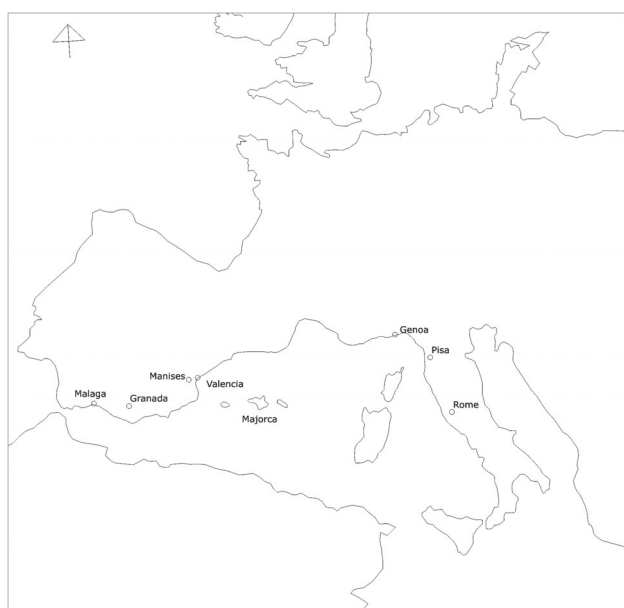 Genoa
Pisa
Manises
Valencia
Malaga
Granada
Majorca
Rome